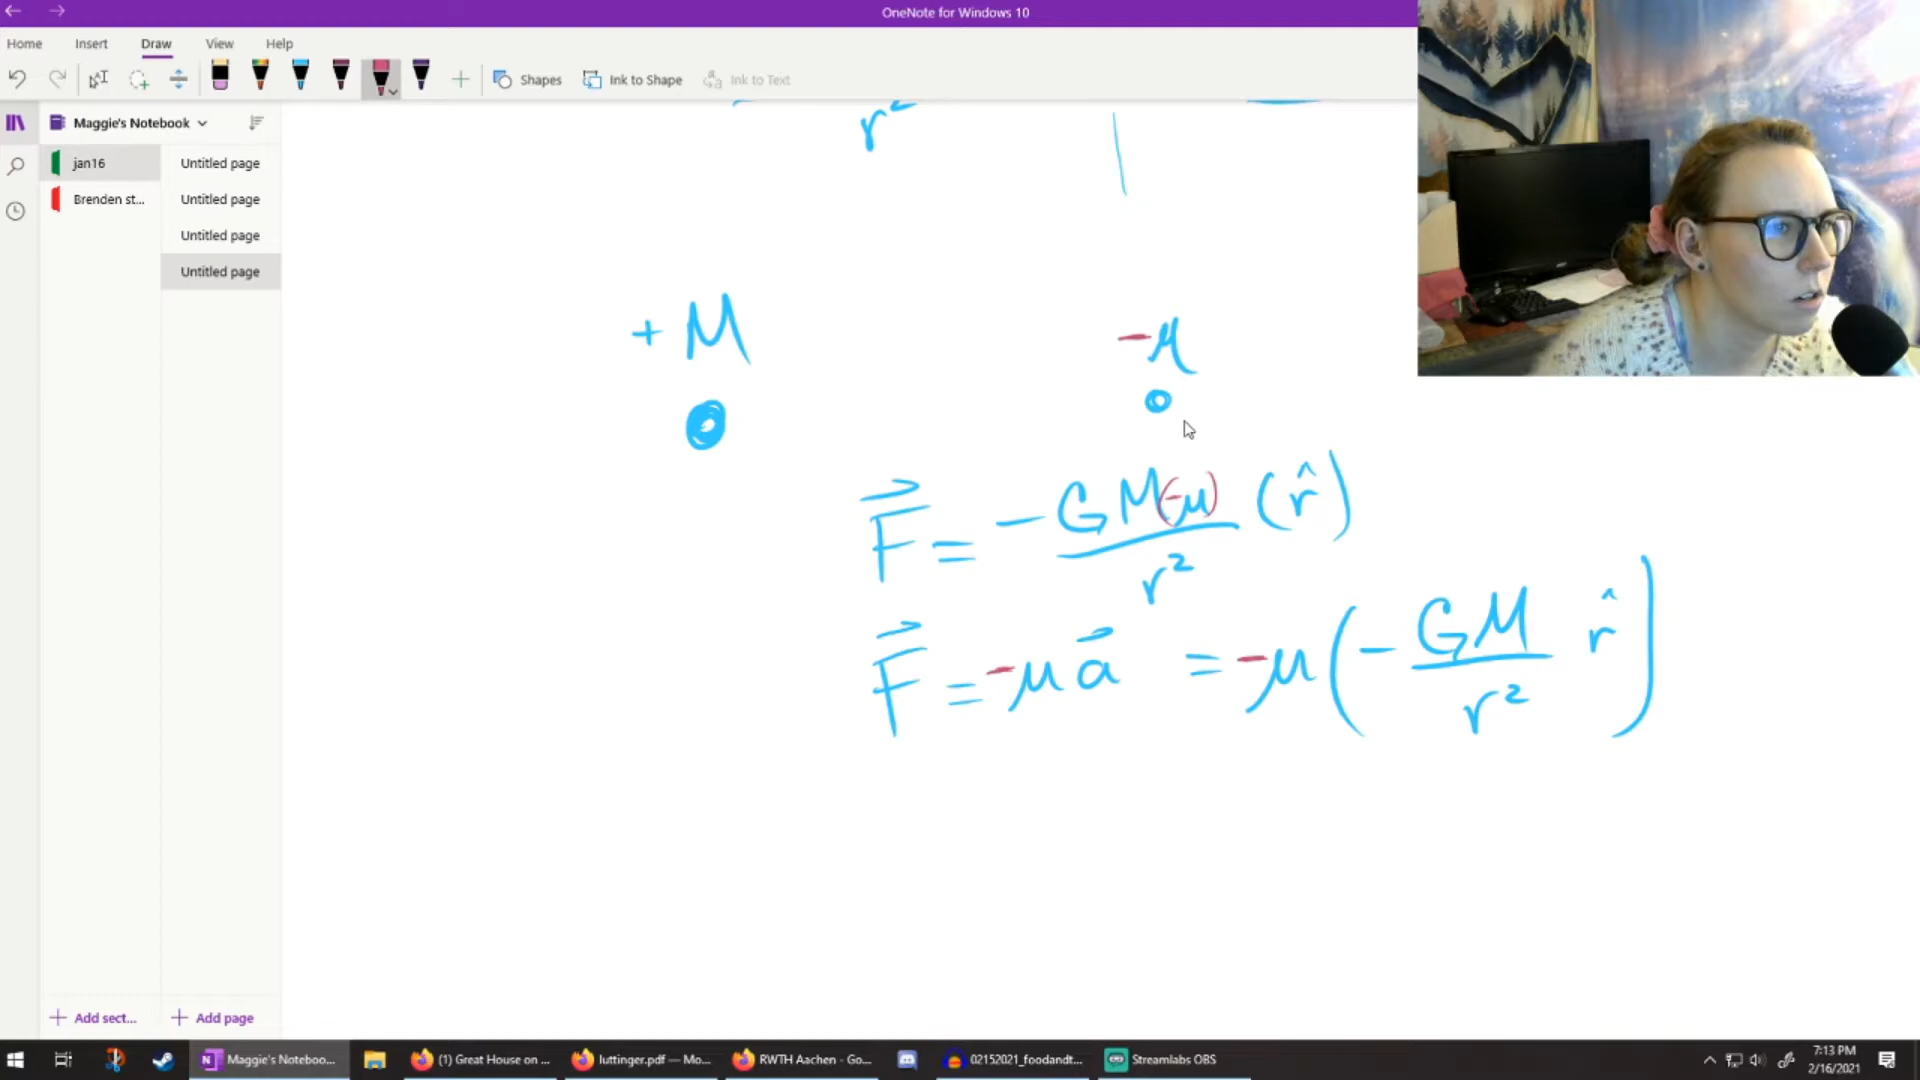 OneNote for Windows 10
Home Insert Draw View Help
Shapes Ink to Shape Ink to Text
Maggie's Notebook
jan16 Untitled page
Brenden st... Untitled page
Untitled page
Untitled page
r²
+ M
-μ
F⃗ = - GM(-μ) / r² (r̂)
F⃗ = -μ a⃗ = -μ ( - GM / r² r̂ )
Add sect... Add page
Maggie's Noteboo... (1) Great House on ... luttinger.pdf — Mo... RWTH Aachen - Go... 02152021_foodandt... Streamlabs OBS
7:13 PM
2/16/2021